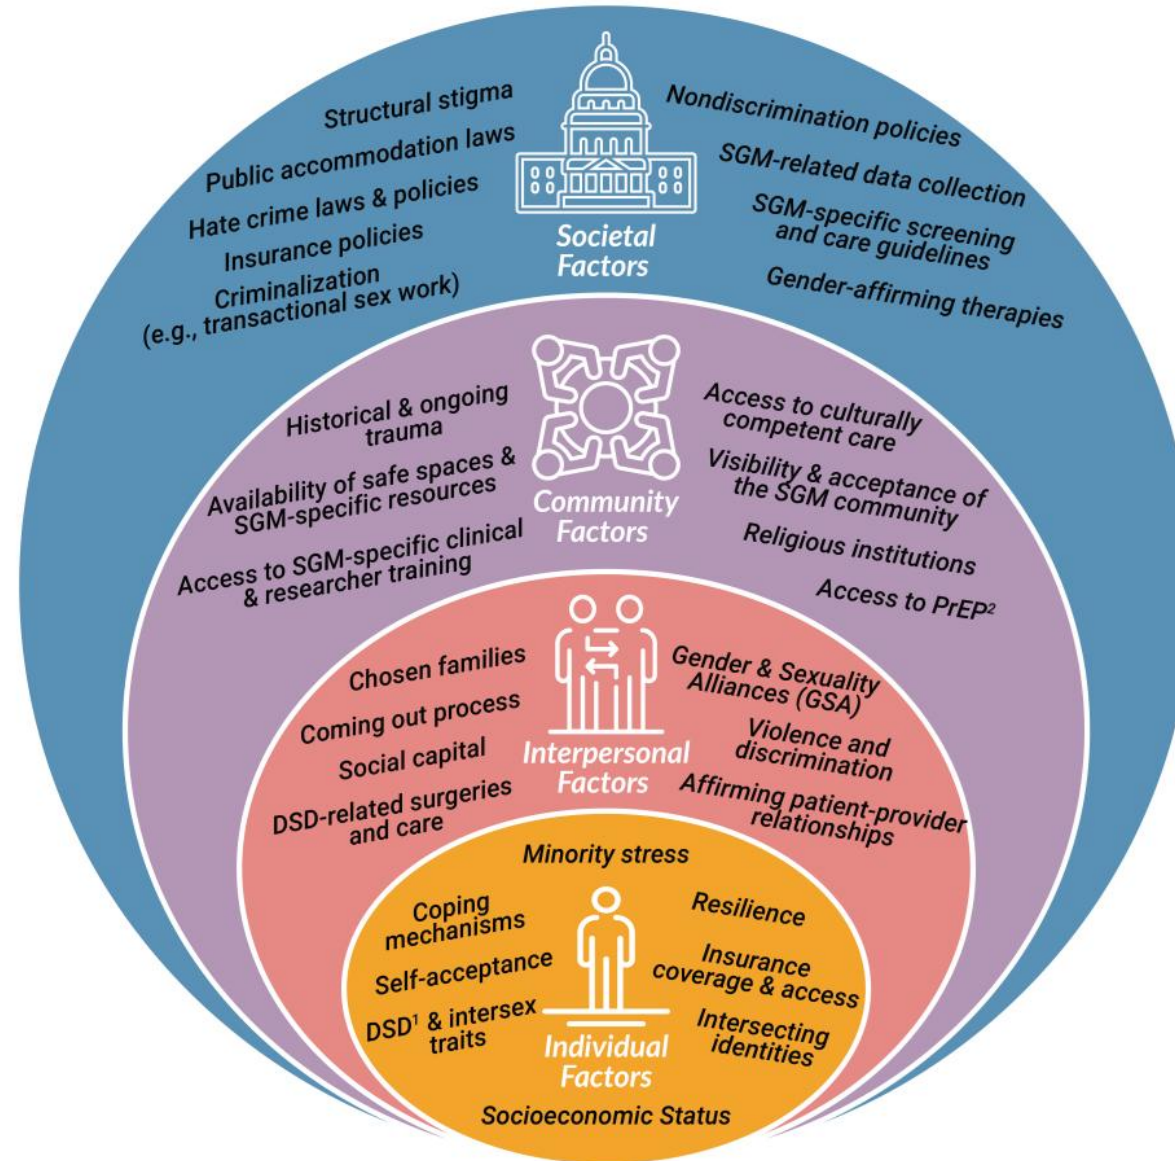 Structural stigma
Public accommodation laws
Hate crime laws & policies
Insurance policies
Criminalization
(e.g., transactional sex work)
Societal
Factors
Nondiscrimination policies
SGM-related data collection
SGM-specific screening
and care guidelines
Gender-affirming therapies
Historical & ongoing
trauma
Availability of safe spaces &
SGM-specific resources
Access to SGM-specific clinical
& researcher training
Community
Factors
Access to culturally
competent care
Visibility & acceptance of
the SGM community
Religious institutions
Access to PrEP²
Chosen families
Coming out process
Social capital
DSD-related surgeries
and care
Interpersonal
Factors
Gender & Sexuality
Alliances (GSA)
Violence and
discrimination
Affirming patient-provider
relationships
Minority stress
Coping
mechanisms
Self-acceptance
DSD¹ & intersex
traits
Individual
Factors
Resilience
Insurance
coverage & access
Intersecting
identities
Socioeconomic Status